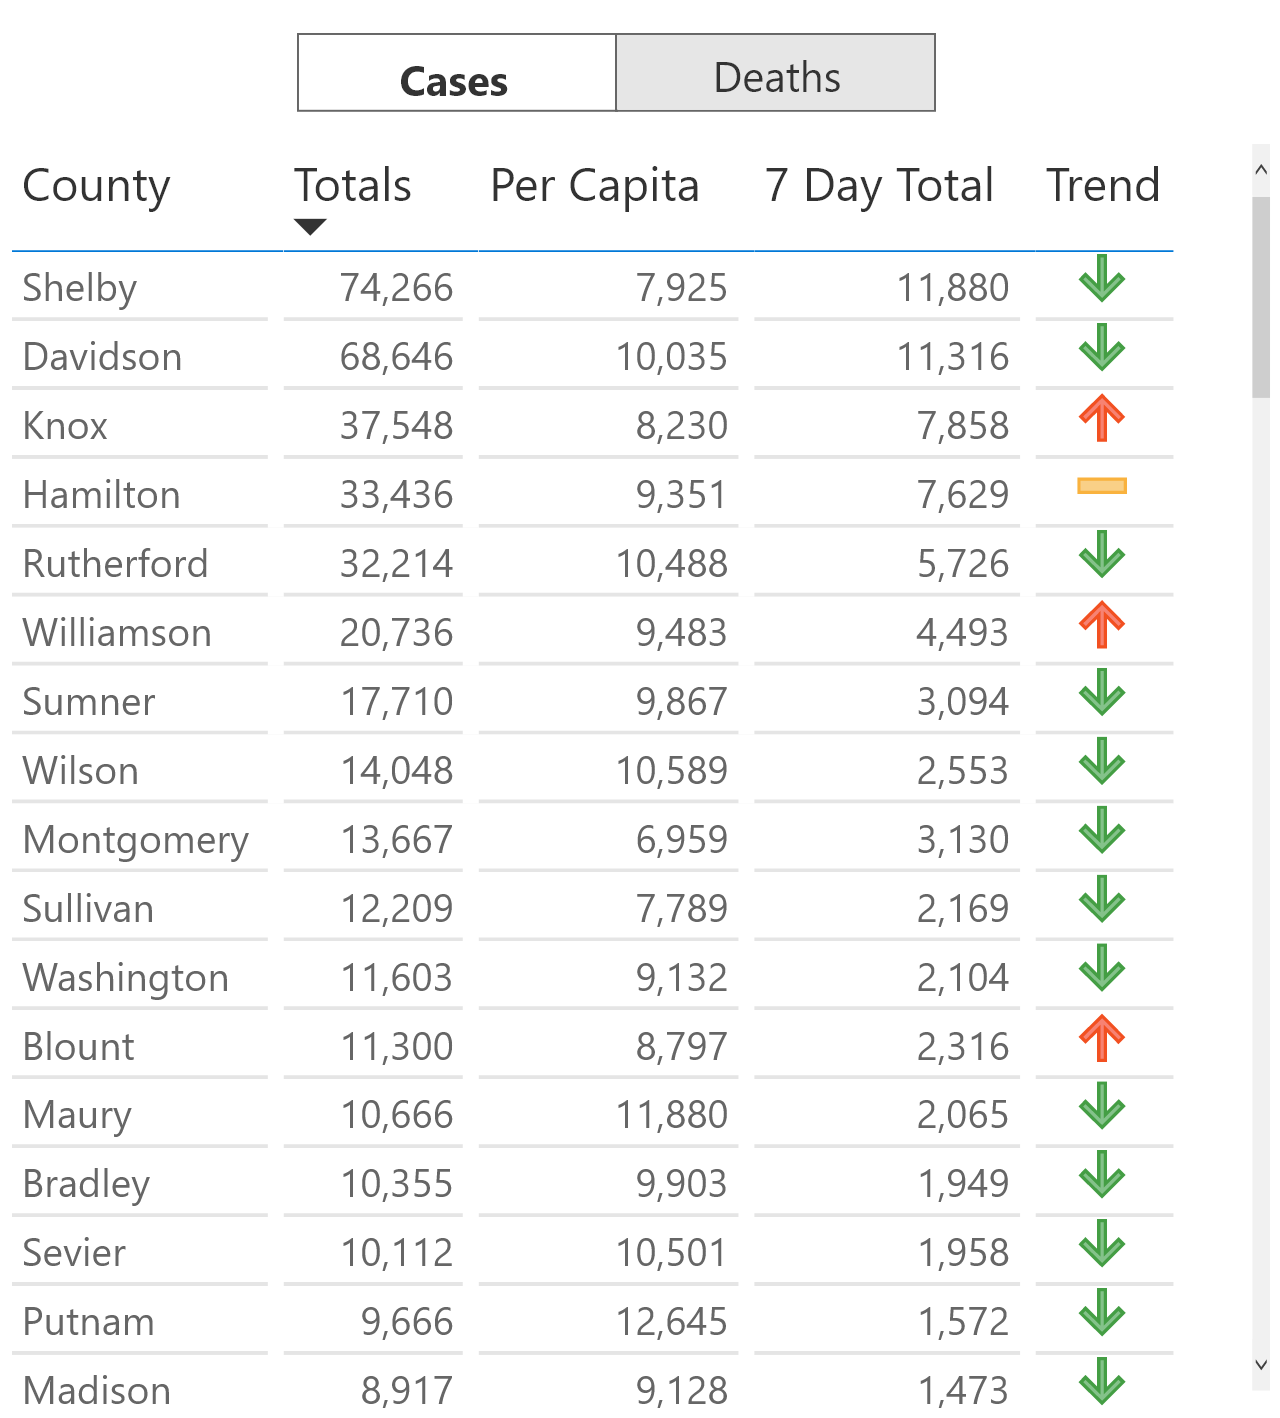 Cases Deaths
County Totals Per Capita 7 Day Total Trend
Shelby 74,266 7,925 11,880
Davidson 68,646 10,035 11,316
Knox 37,548 8,230 7,858
Hamilton 33,436 9,351 7,629
Rutherford 32,214 10,488 5,726
Williamson 20,736 9,483 4,493
Sumner 17,710 9,867 3,094
Wilson 14,048 10,589 2,553
Montgomery 13,667 6,959 3,130
Sullivan 12,209 7,789 2,169
Washington 11,603 9,132 2,104
Blount 11,300 8,797 2,316
Maury 10,666 11,880 2,065
Bradley 10,355 9,903 1,949
Sevier 10,112 10,501 1,958
Putnam 9,666 12,645 1,572
Madison 8,917 9,128 1,473